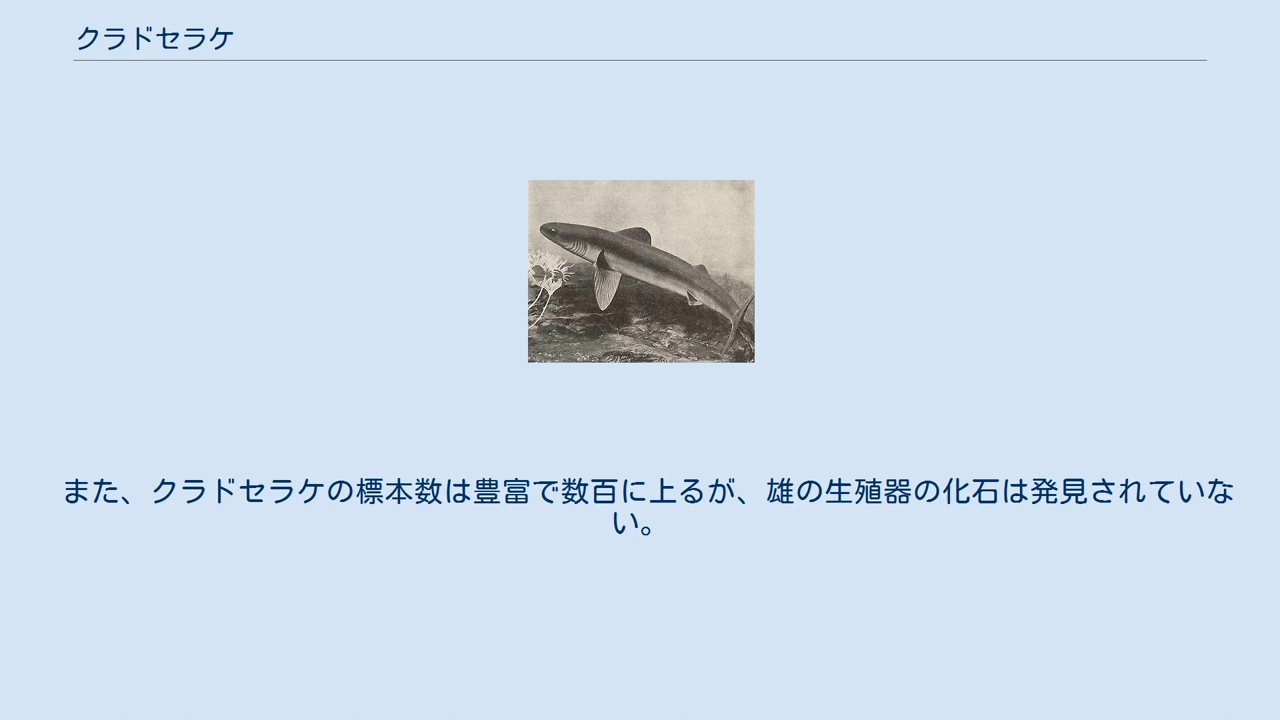 クラドセラケ
また、クラドセラケの標本数は豊富で数百に上るが、雄の生殖器の化石は発見されていな
い。